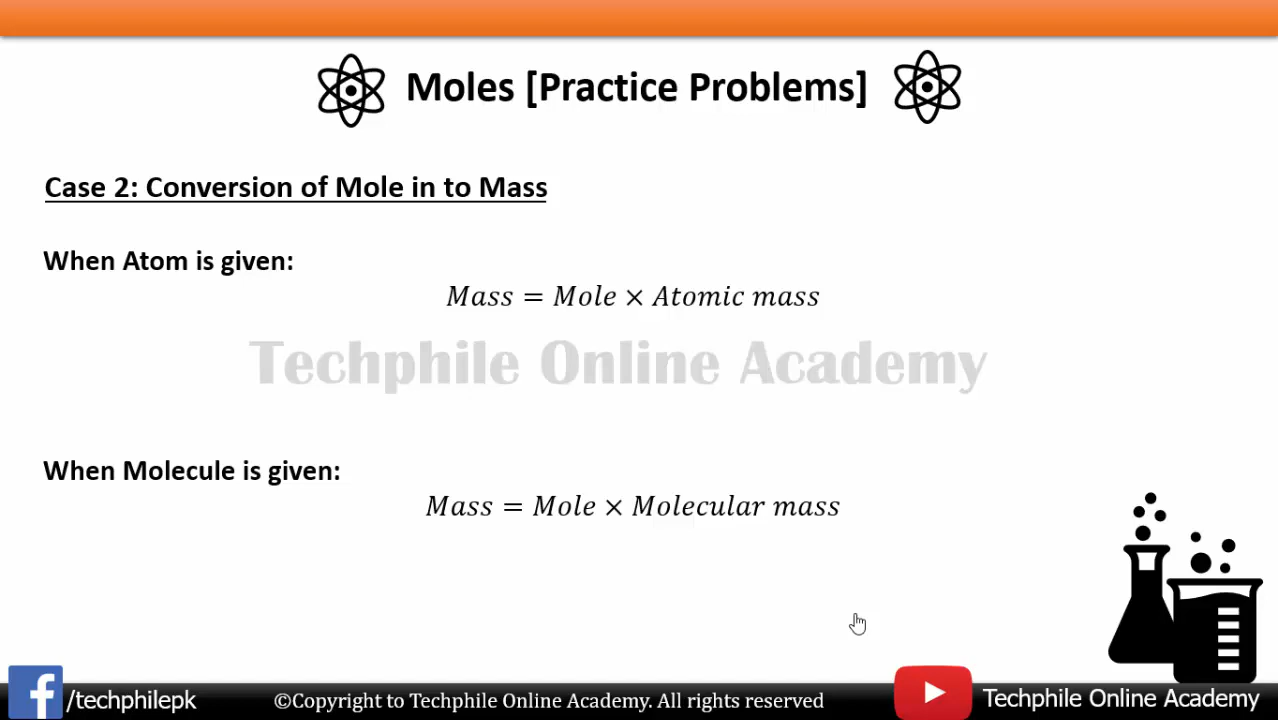 Moles [Practice Problems]
Case 2: Conversion of Mole in to Mass
When Atom is given:
Mass = Mole × Atomic mass
Techphile Online Academy
When Molecule is given:
Mass = Mole × Molecular mass
f/techphilepk
©Copyright to Techphile Online Academy. All rights reserved
Techphile Online Academy